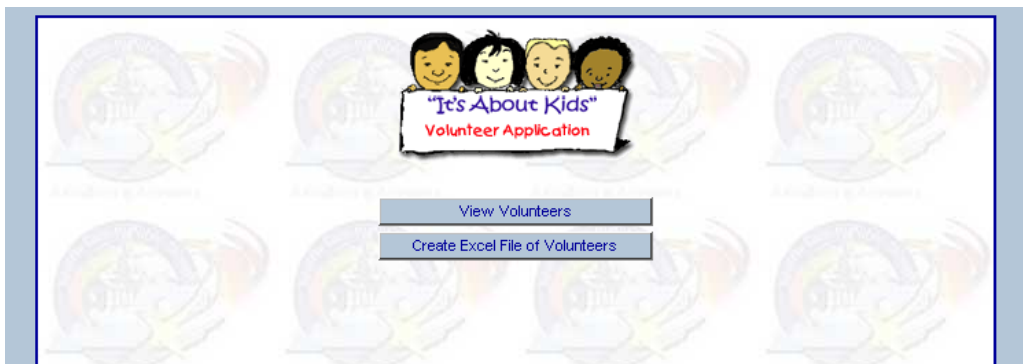 "It's About Kids"
Volunteer Application
View Volunteers
Create Excel File of Volunteers